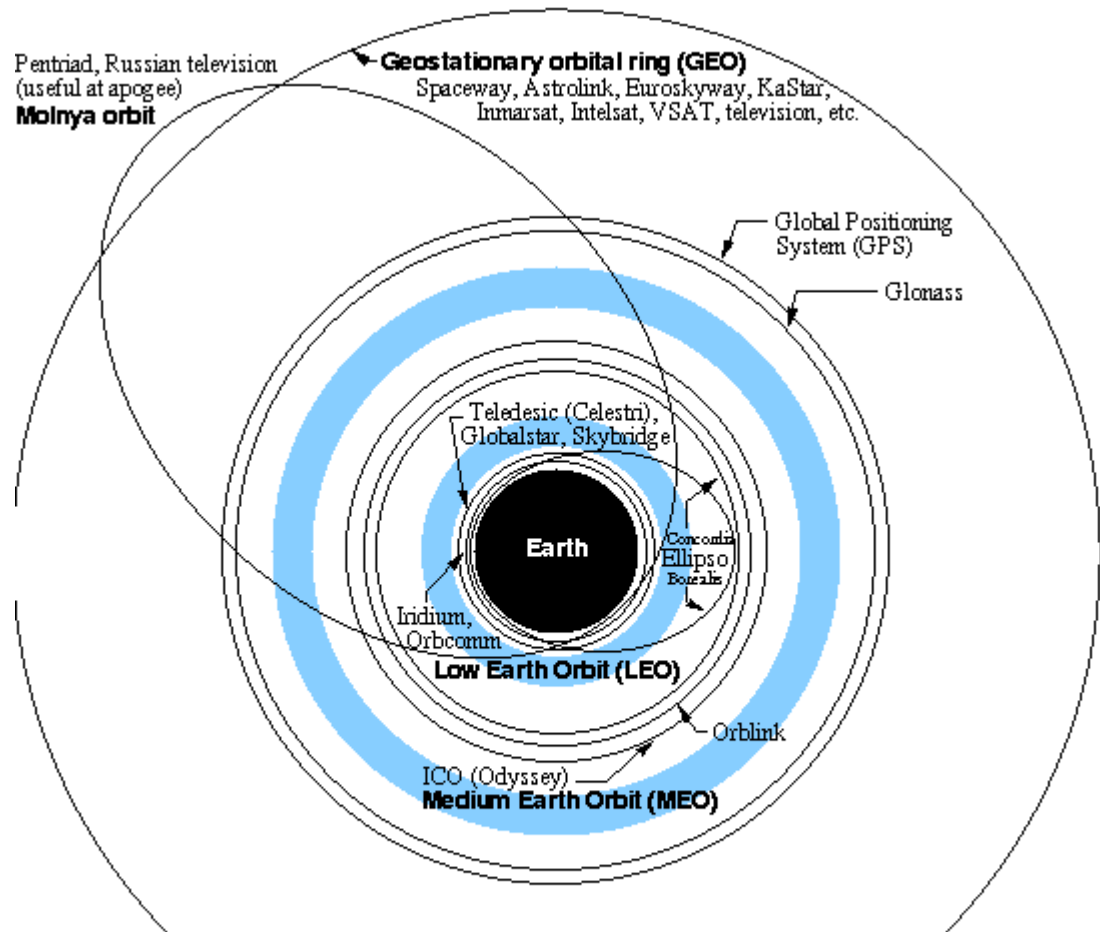 Pentriad, Russian television
(useful at apogee)
Molnya orbit
Geostationary orbital ring (GEO)
Spaceway, Astrolink, Euroskyway, KaStar,
Inmarsat, Intelsat, VSAT, television, etc.
Global Positioning
System (GPS)
Glonass
Teledesic (Celestri),
Globalstar, Skybridge
Earth
Concordia
Ellipso
Borealis
Iridium,
Orbcomm
Low Earth Orbit (LEO)
Orblink
ICO (Odyssey)
Medium Earth Orbit (MEO)